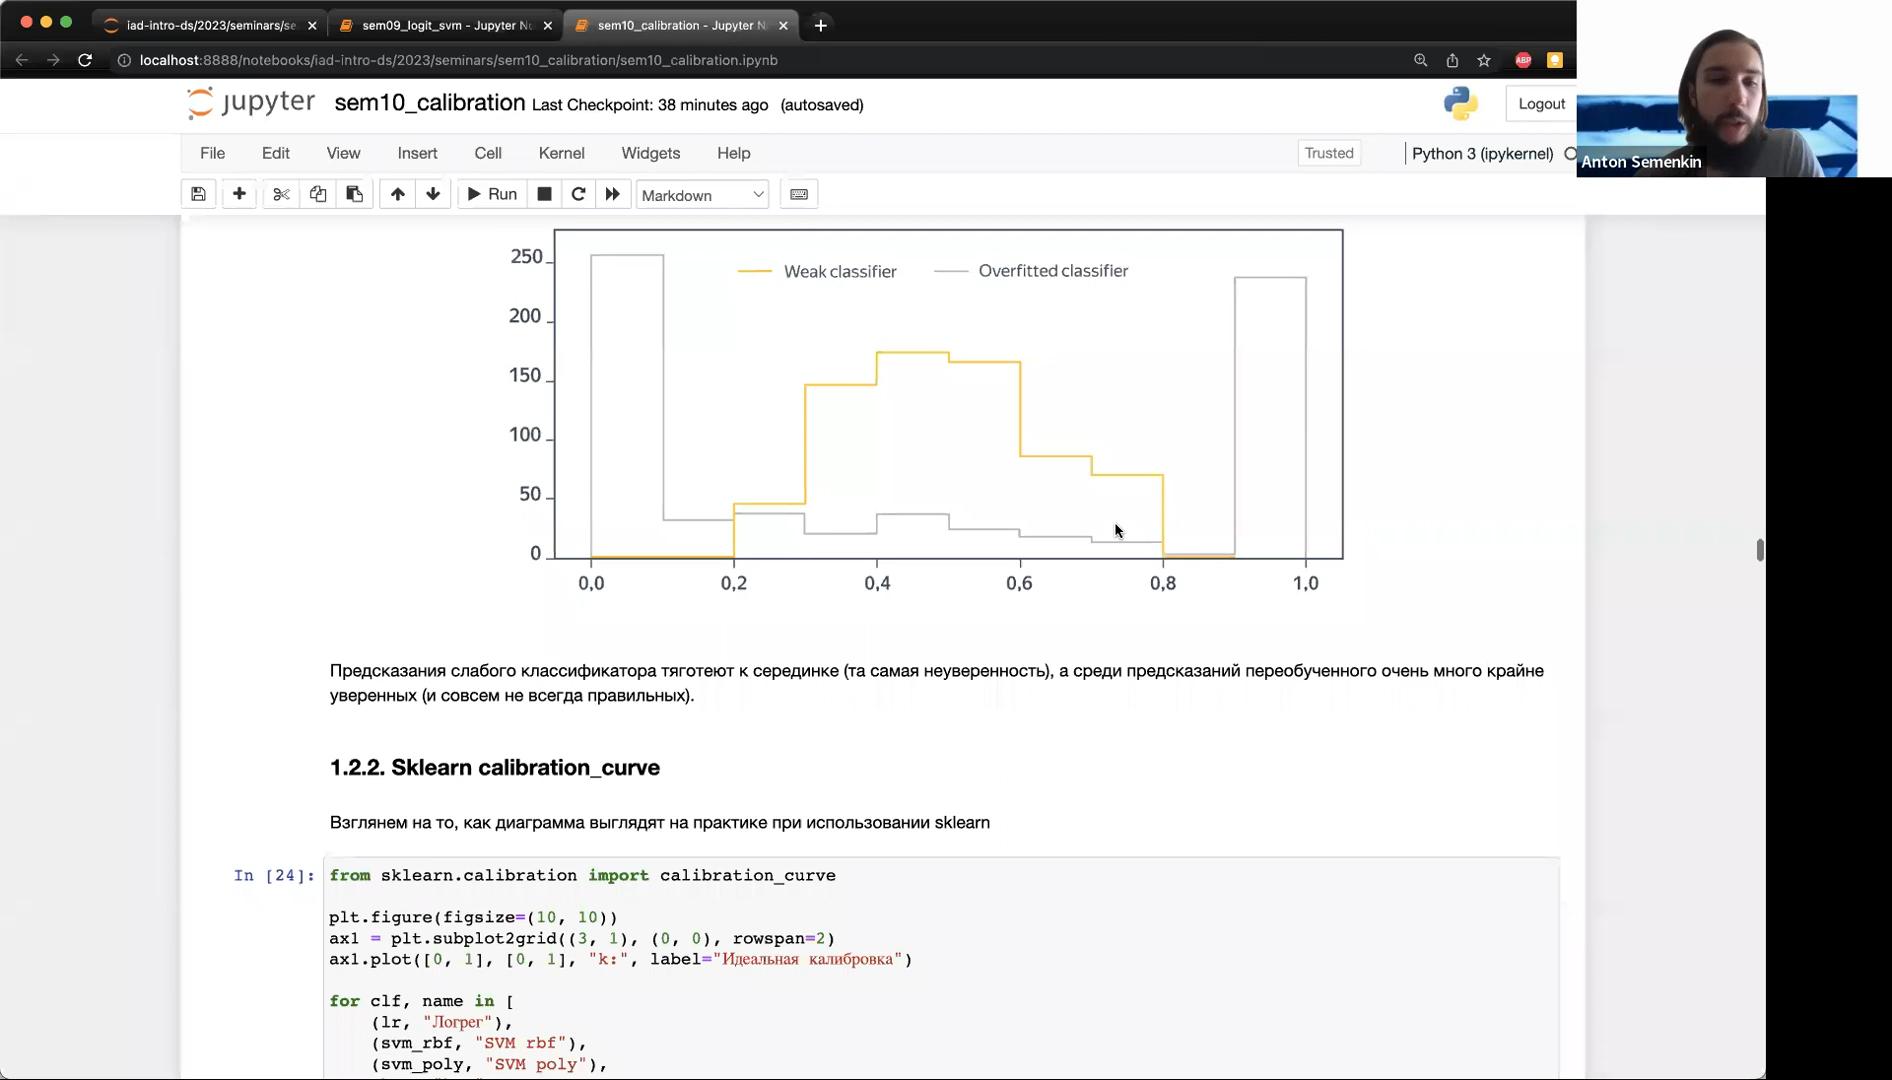 iad-intro-ds/2023/seminars/se
sem09_logit_svm - Jupyter No
sem10_calibration - Jupyter N
localhost:8888/notebooks/iad-intro-ds/2023/seminars/sem10_calibration/sem10_calibration.ipynb
ABP
jupyter sem10_calibration Last Checkpoint: 38 minutes ago (autosaved)
Logout
Anton Semenkin
File Edit View Insert Cell Kernel Widgets Help
Trusted
Python 3 (ipykernel)
Run
Markdown
250
Weak classifier Overfitted classifier
200
150
100
50
0
0,0 0,2 0,4 0,6 0,8 1,0
Предсказания слабого классификатора тяготеют к серединке (та самая неуверенность), а среди предсказаний переобученного очень много крайне
уверенных (и совсем не всегда правильных).
1.2.2. Sklearn calibration_curve
Взглянем на то, как диаграмма выглядят на практике при использовании sklearn
In [24]:
from sklearn.calibration import calibration_curve
plt.figure(figsize=(10, 10))
ax1 = plt.subplot2grid((3, 1), (0, 0), rowspan=2)
ax1.plot([0, 1], [0, 1], "k:", label="Идеальная калибровка")
for clf, name in [
(lr, "Логрег"),
(svm_rbf, "SVM rbf"),
(svm_poly, "SVM poly"),